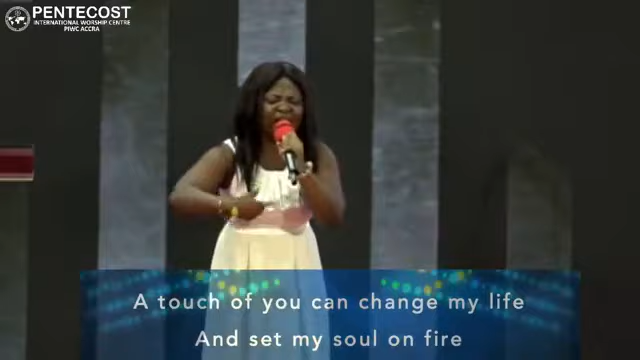 PENTECOST
INTERNATIONAL WORSHIP CENTRE
PIWC ACCRA
A touch of you can change my life
And set my soul on fire